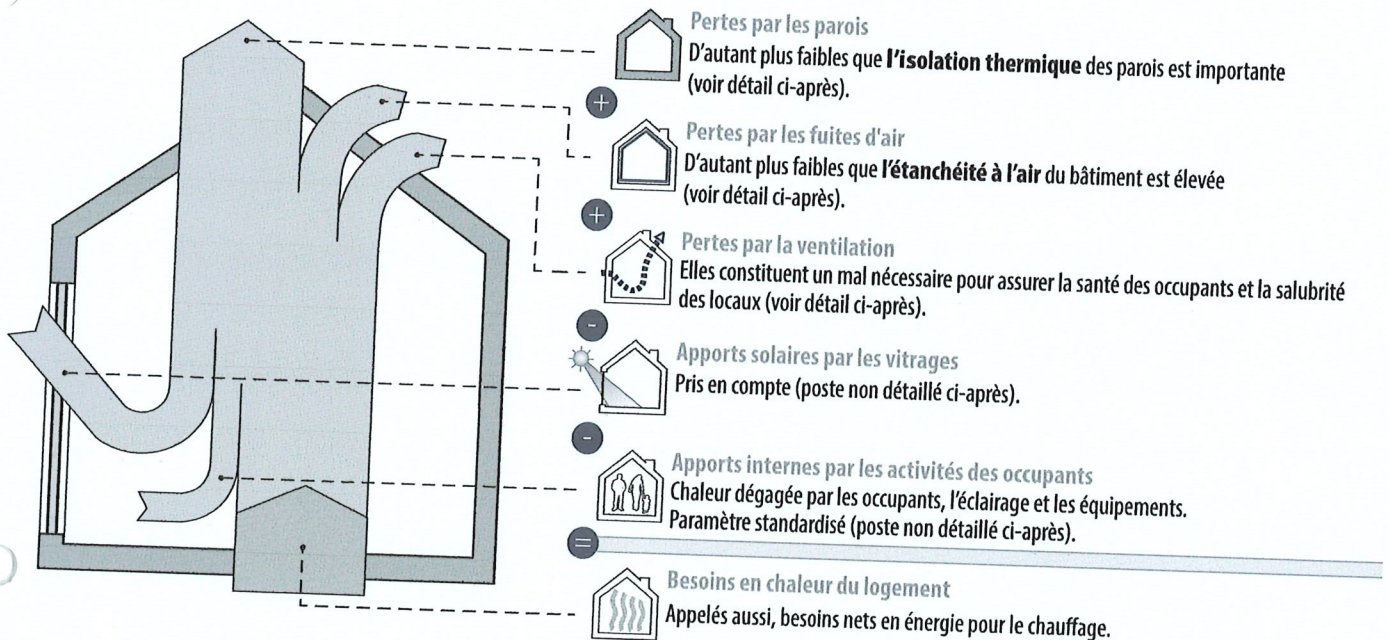 Pertes par les parois
D'autant plus faibles que l'isolation thermique des parois est importante
(voir détail ci-après).
+
Pertes par les fuites d'air
D'autant plus faibles que l'étanchéité à l'air du bâtiment est élevée
(voir détail ci-après).
+
Pertes par la ventilation
Elles constituent un mal nécessaire pour assurer la santé des occupants et la salubrité
des locaux (voir détail ci-après).
-
Apports solaires par les vitrages
Pris en compte (poste non détaillé ci-après).
-
Apports internes par les activités des occupants
Chaleur dégagée par les occupants, l'éclairage et les équipements.
Paramètre standardisé (poste non détaillé ci-après).
=
Besoins en chaleur du logement
Appelés aussi, besoins nets en énergie pour le chauffage.